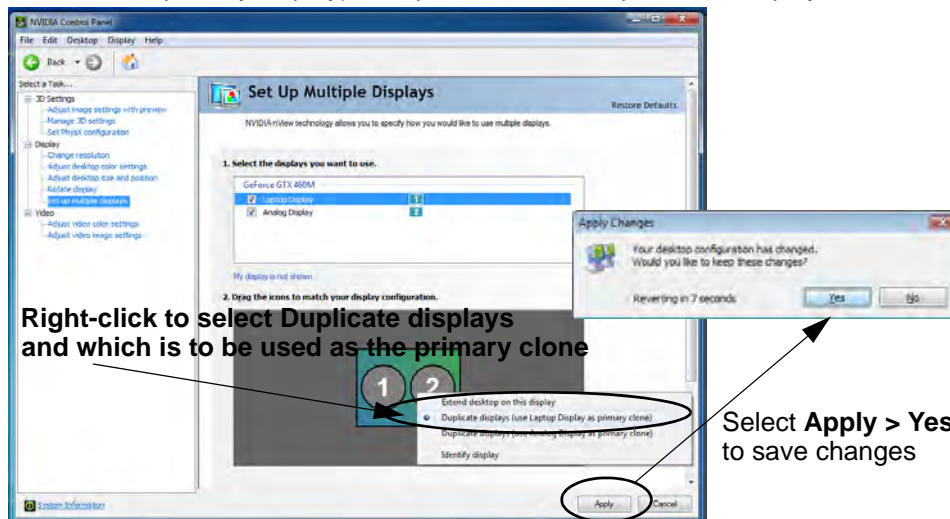 NVIDIA Control Panel
File Edit Desktop Display Help
Back
Select a Task...
3D Settings
Adjust image settings with preview
Manage 3D settings
Set PhysX configuration
Display
Change resolution
Adjust desktop color settings
Adjust desktop size and position
Rotate display
Set up multiple displays
Video
Adjust video color settings
Adjust video image settings
System Information
Set Up Multiple Displays
Restore Defaults
NVIDIA nView technology allows you to specify how you would like to use multiple displays.
1. Select the displays you want to use.
GeForce GTX 460M
Laptop Display 1
Analog Display 2
My display is not shown
2. Drag the icons to match your display configuration.
Right-click to select Duplicate displays
and which is to be used as the primary clone
1 2
Extend desktop on this display
Duplicate displays (use Laptop Display as primary clone)
Duplicate displays (use Analog Display as primary clone)
Identify display
Apply Cancel
Apply Changes
Your desktop configuration has changed.
Would you like to keep these changes?
Reverting in 7 seconds Yes No
Select Apply > Yes
to save changes